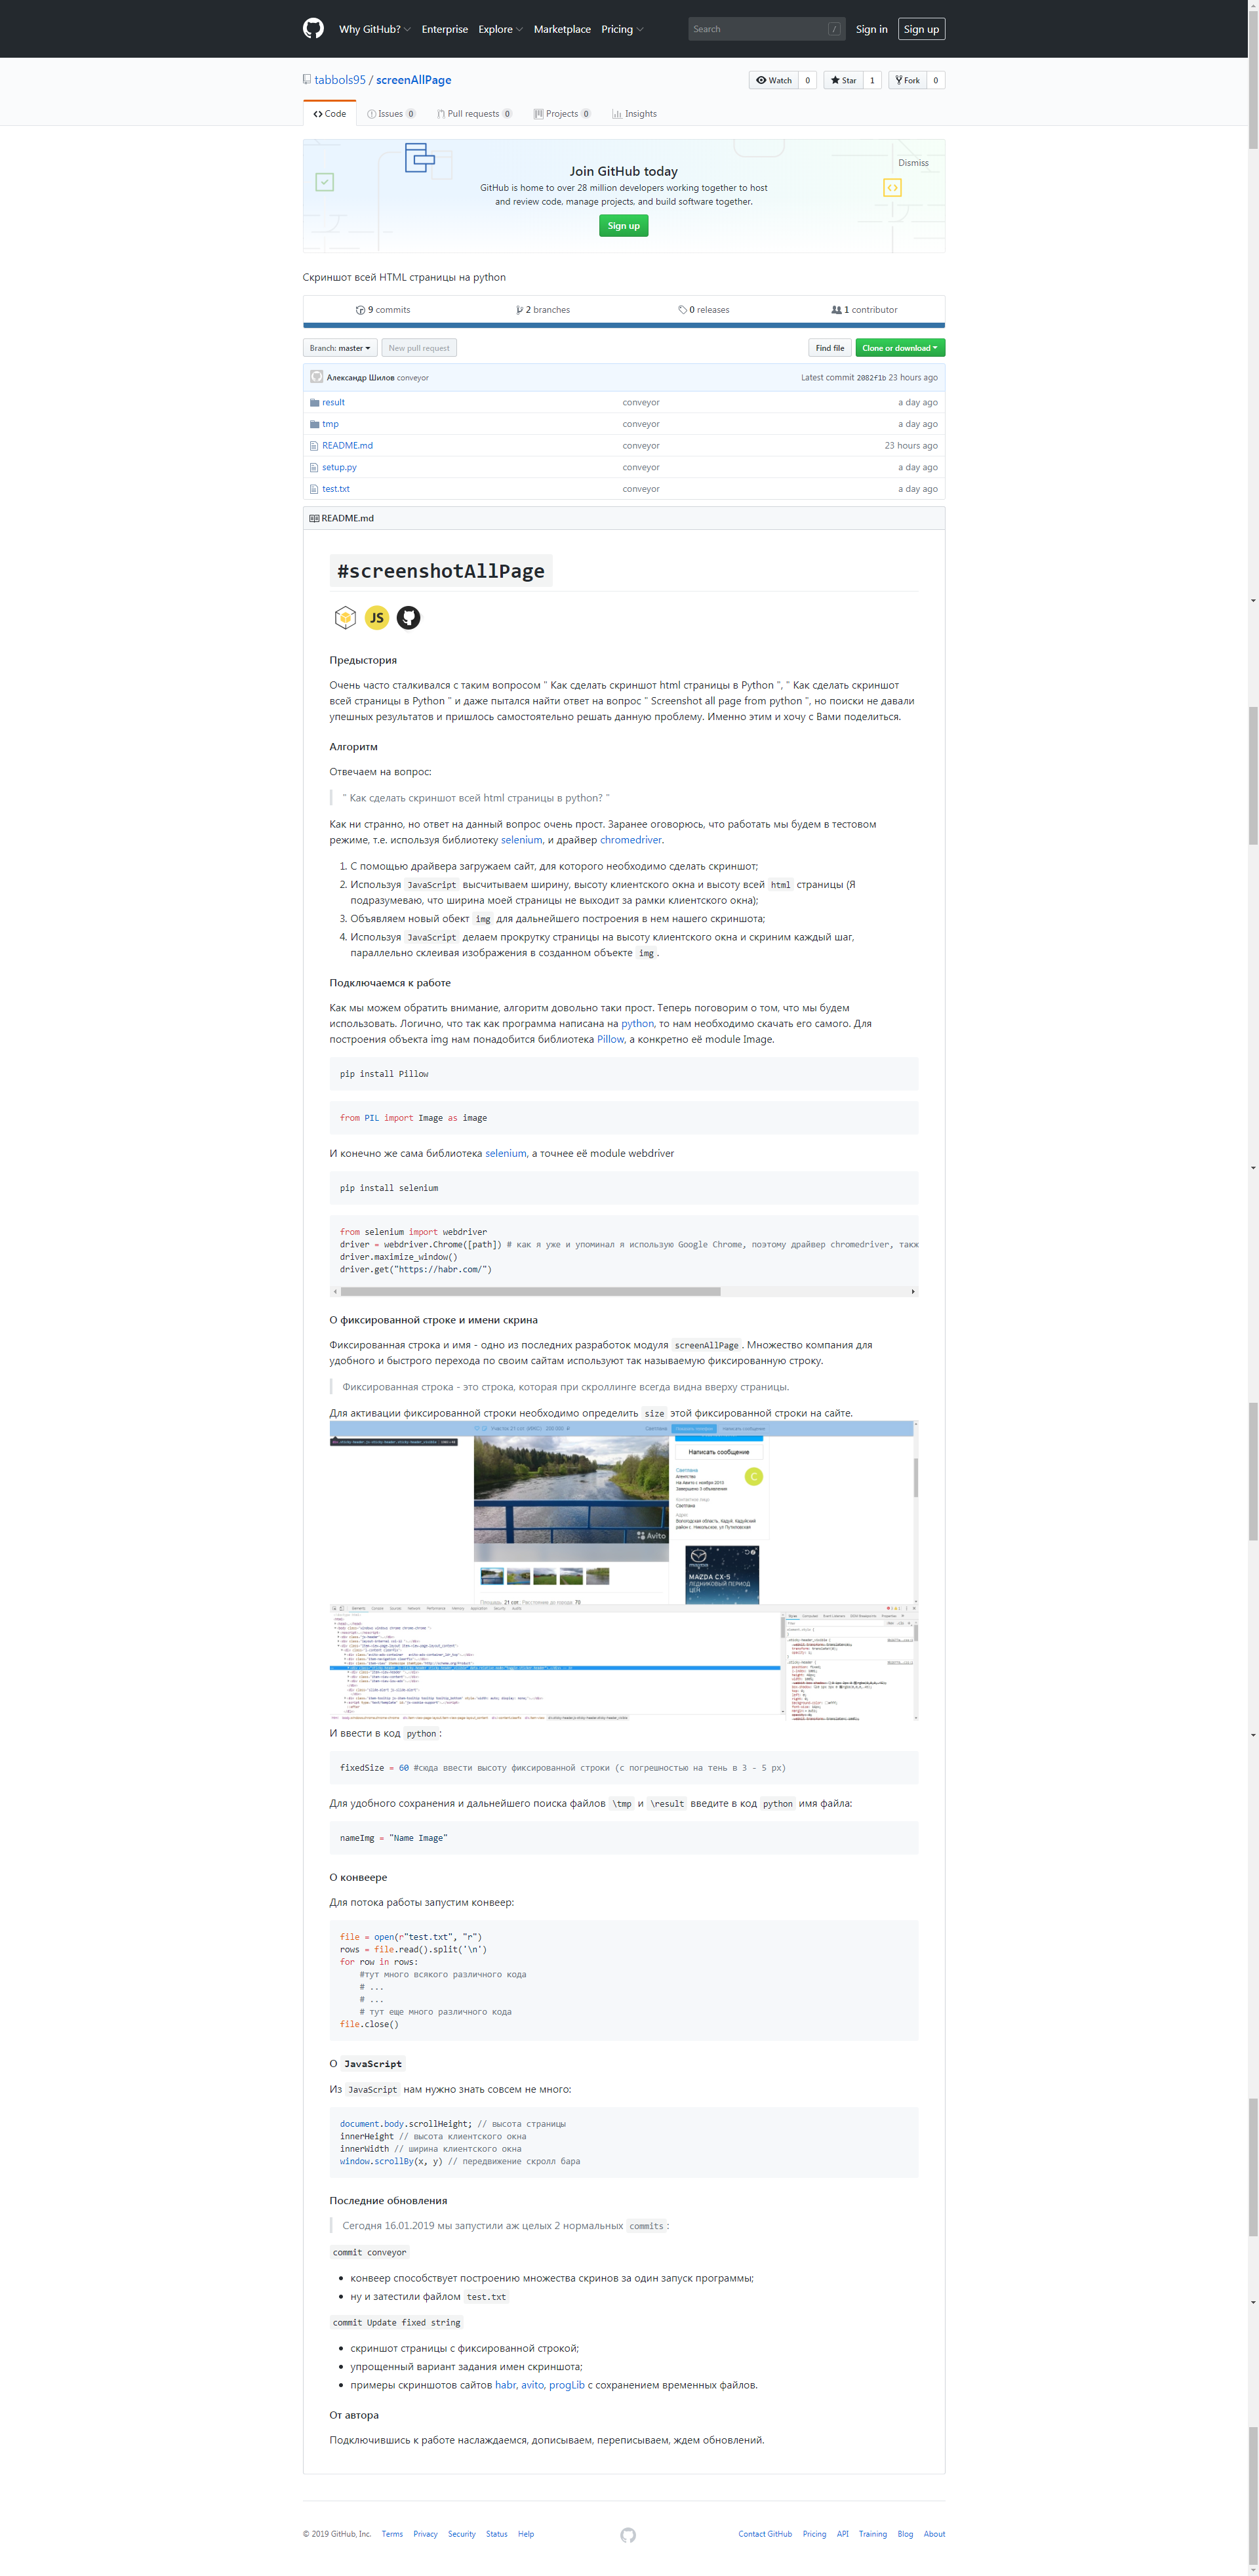 Why GitHub? Enterprise Explore Marketplace Pricing Search / Sign in Sign up
tabbols95 / screenAllPage Watch 0 Star 1 Fork 0
Code Issues 0 Pull requests 0 Projects 0 Insights
Dismiss
Join GitHub today
GitHub is home to over 28 million developers working together to host
and review code, manage projects, and build software together.
Sign up
Скриншот всей HTML страницы на python
9 commits 2 branches 0 releases 1 contributor
Branch: master New pull request Find file Clone or download
Александр Шилов conveyor Latest commit 2082f1b 23 hours ago
result conveyor a day ago
tmp conveyor a day ago
README.md conveyor 23 hours ago
setup.py conveyor a day ago
test.txt conveyor a day ago
README.md
#screenshotAllPage
JS
Предыстория
Очень часто сталкивался с таким вопросом " Как сделать скриншот html страницы в Python ", " Как сделать скриншот
всей страницы в Python " и даже пытался найти ответ на вопрос " Screenshot all page from python ", но поиски не давали
упешных результатов и пришлось самостоятельно решать данную проблему. Именно этим и хочу с Вами поделиться.
Алгоритм
Отвечаем на вопрос:
" Как сделать скриншот всей html страницы в python? "
Как ни странно, но ответ на данный вопрос очень прост. Заранее оговорюсь, что работать мы будем в тестовом
режиме, т.е. используя библиотеку selenium, и драйвер chromedriver.
1. С помощью драйвера загружаем сайт, для которого необходимо сделать скриншот;
2. Используя JavaScript высчитываем ширину, высоту клиентского окна и высоту всей html страницы (Я
подразумеваю, что ширина моей страницы не выходит за рамки клиентского окна);
3. Объявляем новый обект img для дальнейшего построения в нем нашего скриншота;
4. Используя JavaScript делаем прокрутку страницы на высоту клиентского окна и скриним каждый шаг,
параллельно склеивая изображения в созданном объекте img.
Подключаемся к работе
Как мы можем обратить внимание, алгоритм довольно таки прост. Теперь поговорим о том, что мы будем
использовать. Логично, что так как программа написана на python, то нам необходимо скачать его самого. Для
построения объекта img нам понадобится библиотека Pillow, а конкретно её module Image.
pip install Pillow
from PIL import Image as image
И конечно же сама библиотека selenium, а точнее её module webdriver
pip install selenium
from selenium import webdriver
driver = webdriver.Chrome([path]) # как я уже и упоминал я использую Google Chrome, поэтому драйвер chromedriver, такж
driver.maximize_window()
driver.get("https://habr.com/")
О фиксированной строке и имени скрина
Фиксированная строка и имя - одно из последних разработок модуля screenAllPage. Множество компания для
удобного и быстрого перехода по своим сайтам используют так называемую фиксированную строку.
Фиксированная строка - это строка, которая при скроллинге всегда видна вверху страницы.
Для активации фиксированной строки необходимо определить size этой фиксированной строки на сайте.
Написать сообщение
Светлана
Агентство
На Авито с ноября 2010
Завершено 3 объявления
C
Контактное лицо
Светлана
Адрес
Вологодская область, Кадуй, Кадуйский
район с. Никольское, ул Путиловская
Avito
MAZDA CX-5
ЛЕДНИКОВЫЙ ПЕРИОД
ЦЕН
И ввести в код python:
fixedSize = 60 #сюда ввести высоту фиксированной строки (с погрешностью на тень в 3 - 5 px)
Для удобного сохранения и дальнейшего поиска файлов \tmp и \result введите в код python имя файла:
nameImg = "Name Image"
О конвеере
Для потока работы запустим конвеер:
file = open(r"test.txt", "r")
rows = file.read().split('\n')
for row in rows:
#тут много всякого различного кода
# ...
# ...
# тут еще много различного кода
file.close()
О JavaScript
Из JavaScript нам нужно знать совсем не много:
document.body.scrollHeight; // высота страницы
innerHeight // высота клиентского окна
innerWidth // ширина клиентского окна
window.scrollBy(x, y) // передвижение скролл бара
Последние обновления
Сегодня 16.01.2019 мы запустили аж целых 2 нормальных commits:
commit conveyor
• конвеер способствует построению множества скринов за один запуск программы;
• ну и затестили файлом test.txt
commit Update fixed string
• скриншот страницы с фиксированной строкой;
• упрощенный вариант задания имен скриншота;
• примеры скриншотов сайтов habr, avito, progLib с сохранением временных файлов.
От автора
Подключившись к работе наслаждаемся, дописываем, переписываем, ждем обновлений.
© 2019 GitHub, Inc. Terms Privacy Security Status Help Contact GitHub Pricing API Training Blog About